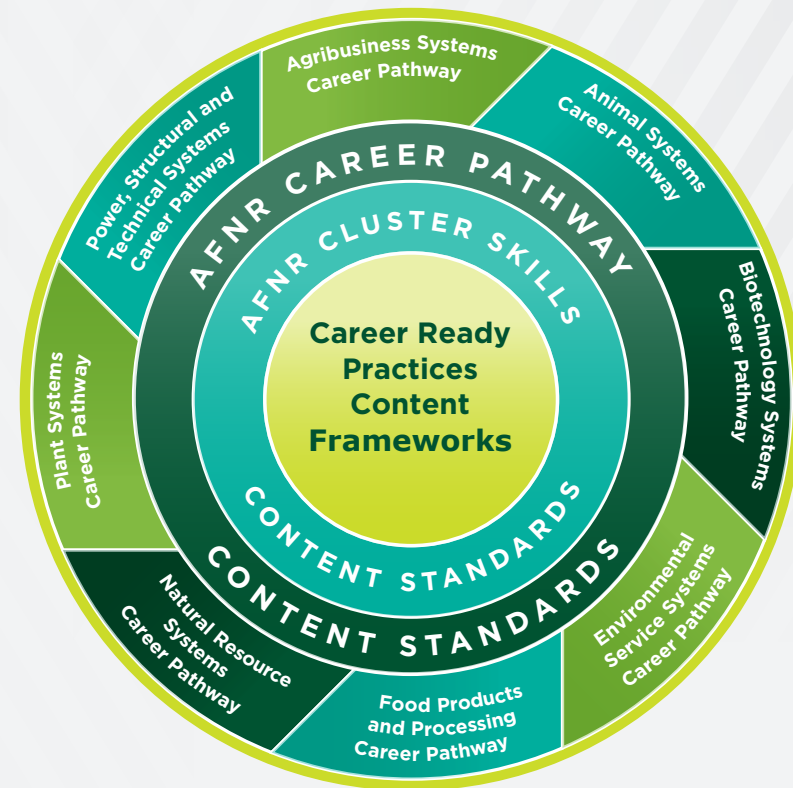 Agribusiness Systems
Career Pathway
Animal Systems
Career Pathway
Biotechnology Systems
Career Pathway
Environmental
Service Systems
Career Pathway
Food Products
and Processing
Career Pathway
Natural Resource
Systems
Career Pathway
Plant Systems
Career Pathway
Power, Structural and
Technical Systems
Career Pathway
AFNR CAREER PATHWAY
CONTENT STANDARDS
AFNR CLUSTER SKILLS
CONTENT STANDARDS
Career Ready
Practices
Content
Frameworks